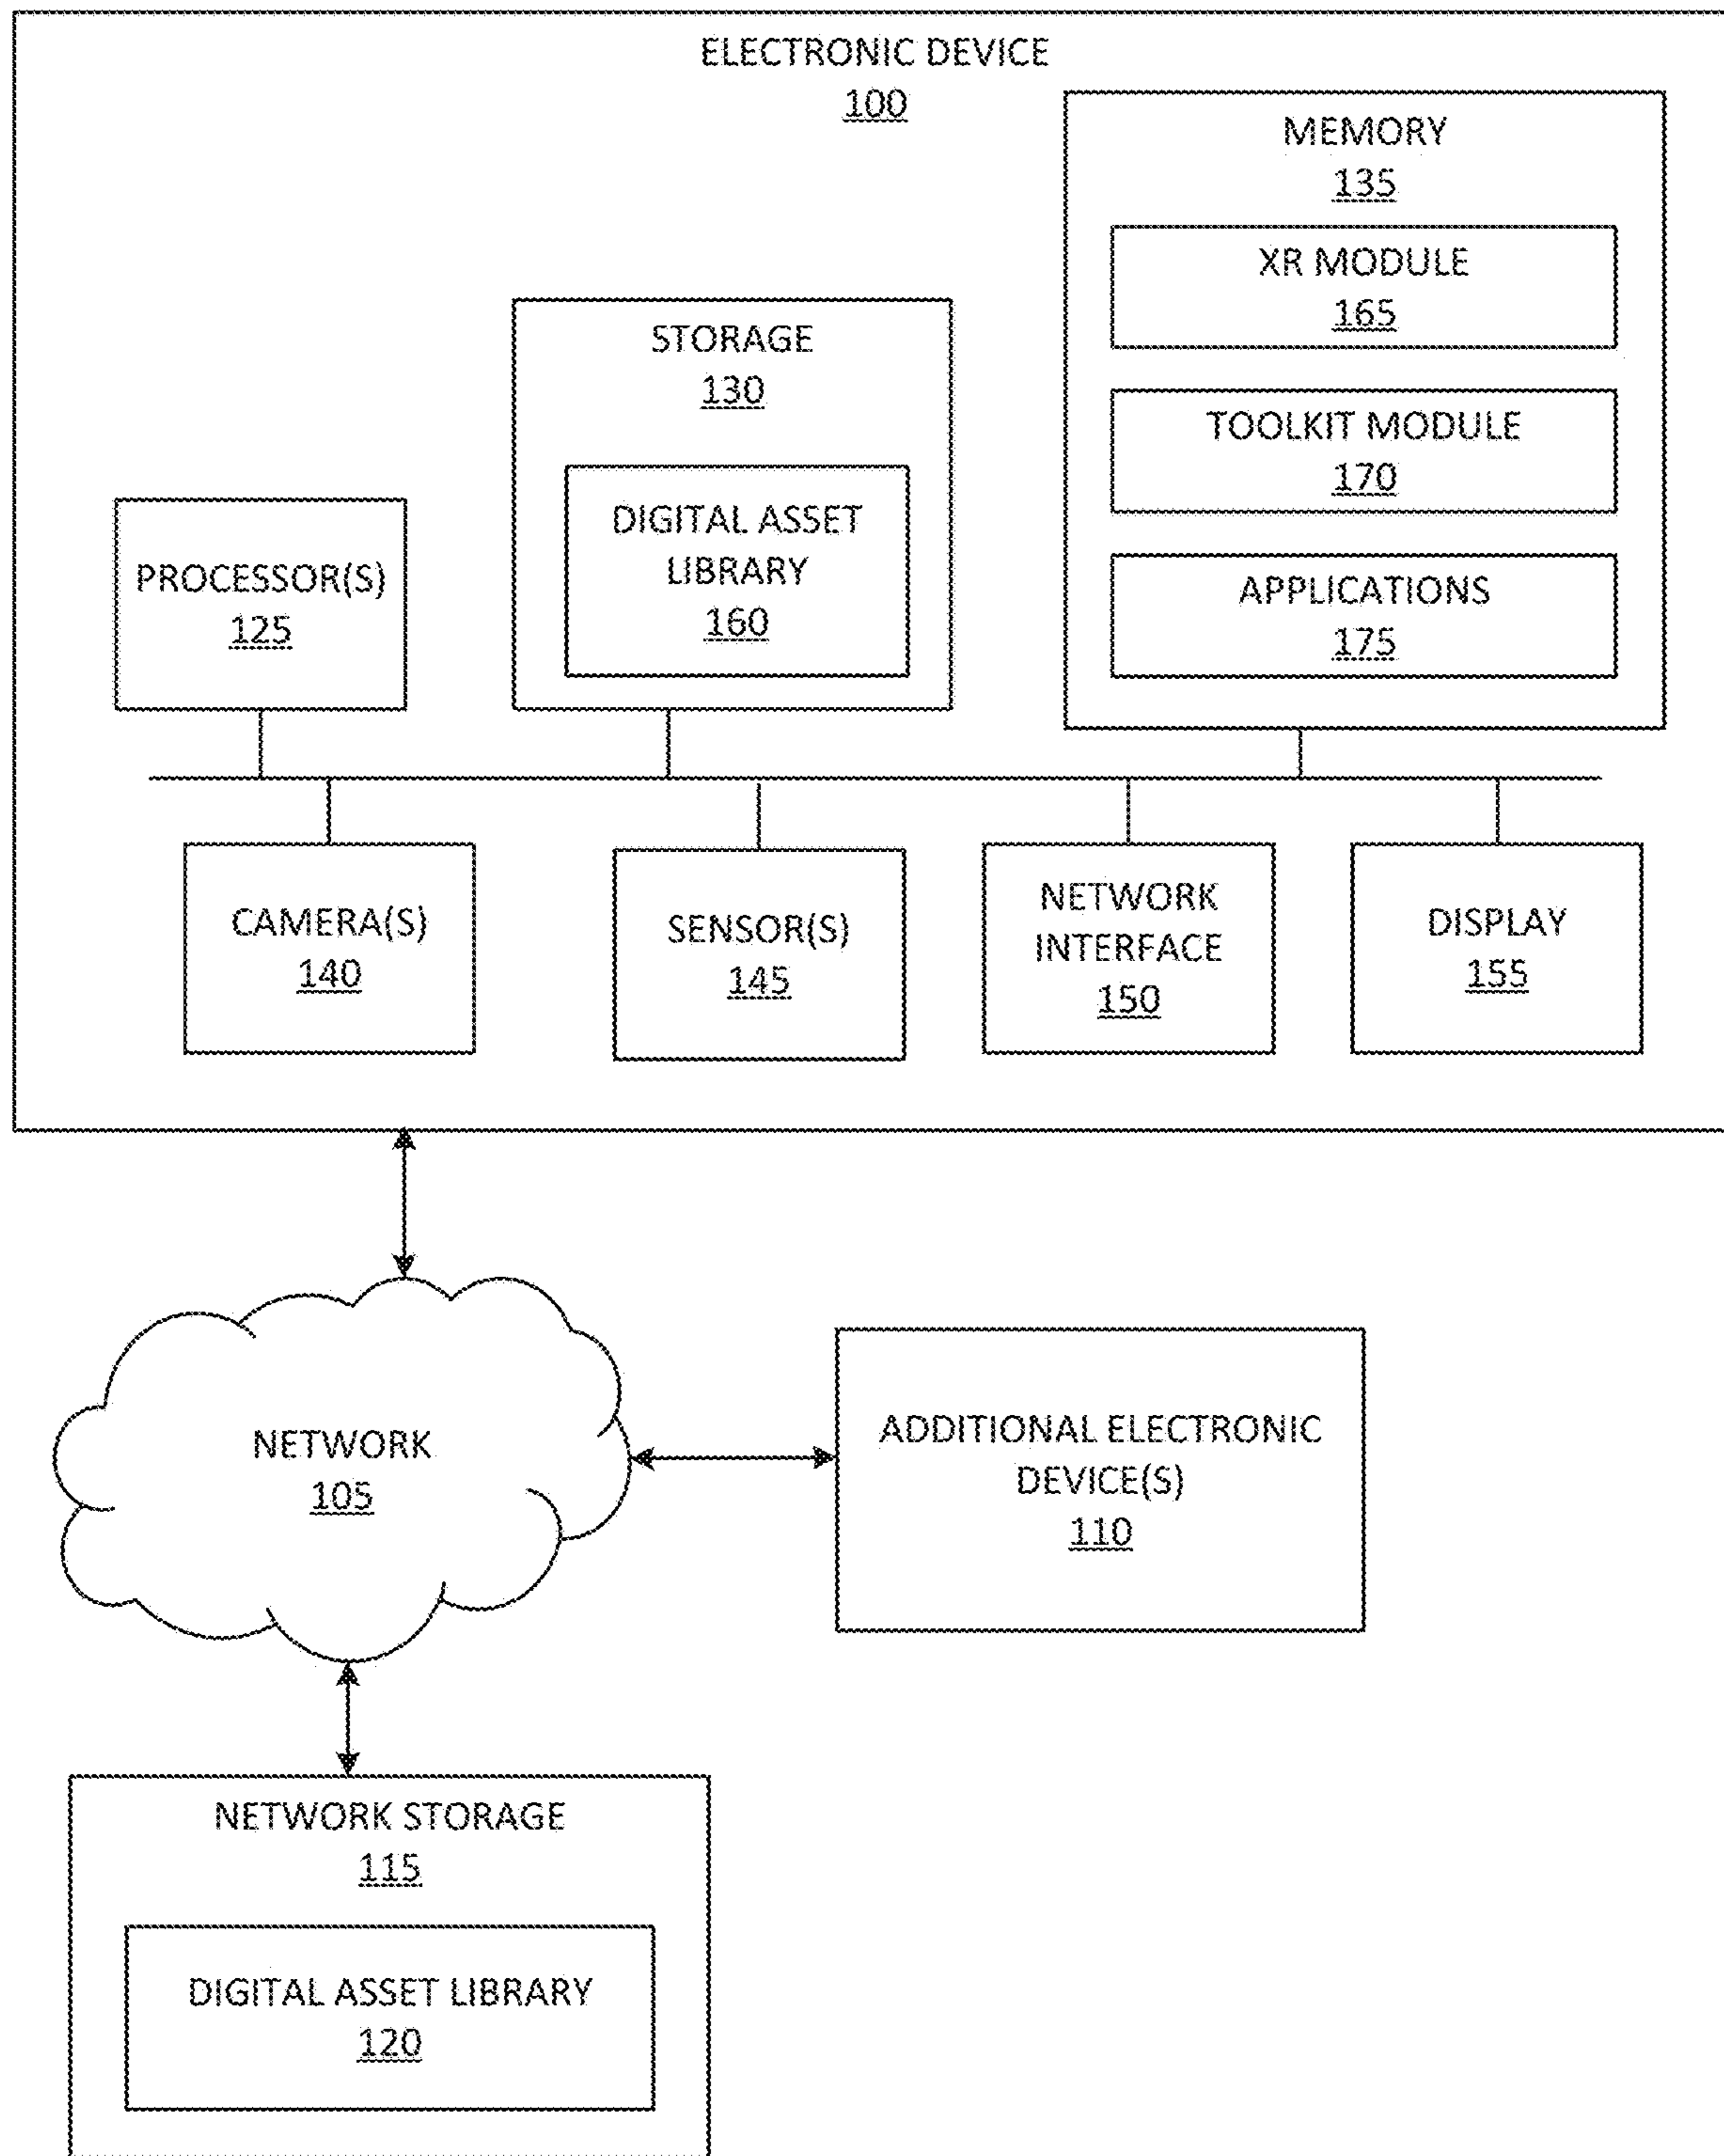 ELECTRONIC DEVICE
100
MEMORY
135
XR MODULE
165
TOOLKIT MODULE
170
APPLICATIONS
175
STORAGE
130
DIGITAL ASSET
LIBRARY
160
PROCESSOR(S)
125
CAMERA(S)
140
SENSOR(S)
145
NETWORK
INTERFACE
150
DISPLAY
155
NETWORK
105
ADDITIONAL ELECTRONIC
DEVICE(S)
110
NETWORK STORAGE
115
DIGITAL ASSET LIBRARY
120